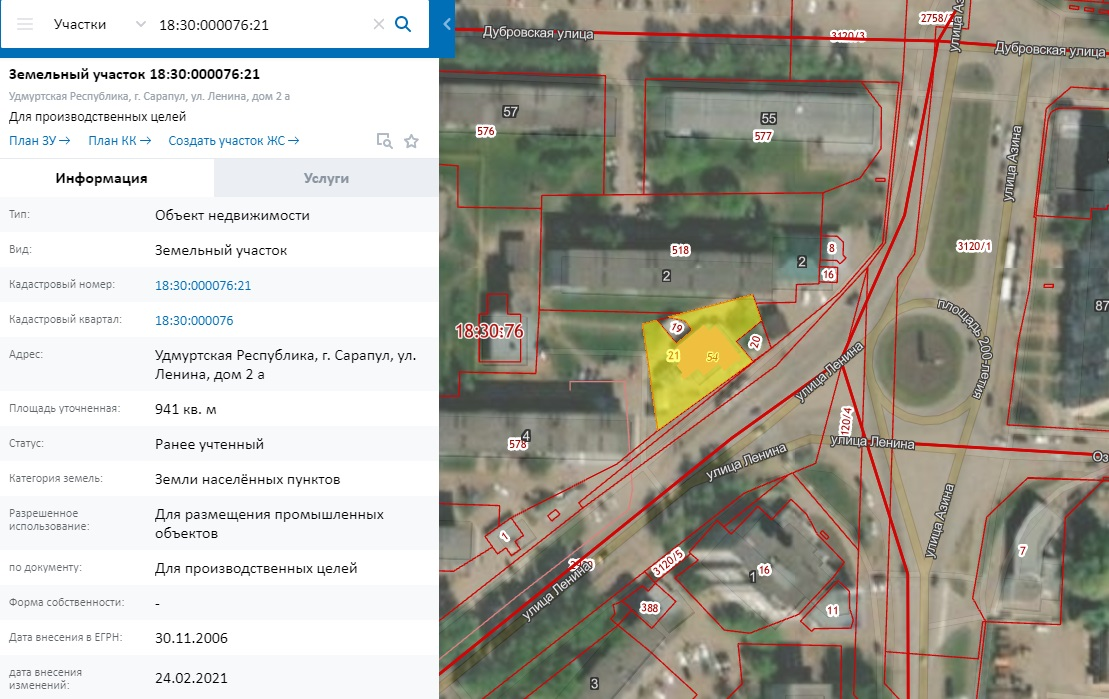 Участки
18:30:000076:21
Земельный участок 18:30:000076:21
Удмуртская Республика, г. Сарапул, ул. Ленина, дом 2 а
Для производственных целей
План ЗУ →
План КК →
Создать участок ЖС →
Информация
Услуги
Тип:
Объект недвижимости
Вид:
Земельный участок
Кадастровый номер:
18:30:000076:21
Кадастровый квартал:
18:30:000076
Адрес:
Удмуртская Республика, г. Сарапул, ул.
Ленина, дом 2 а
Площадь уточненная:
941 кв. м
Статус:
Ранее учтенный
Категория земель:
Земли населённых пунктов
Разрешенное
использование:
Для размещения промышленных
объектов
по документу:
Для производственных целей
Форма собственности:
-
Дата внесения в ЕГРН:
30.11.2006
дата внесения
изменений:
24.02.2021
Дубровская улица
3120/3
улица Аз
Дубровская улица
57
576
55
577
улица Азина
518
2
2
8
16
3120/1
87
18:30:76
19
20
21
54
площадь 200-летия
улица Ленина
4
578
120/4
улица Ленина
улица Ленина
Оз
улица Азина
1
3120/5
улица Ленина
1
16
388
11
7
3